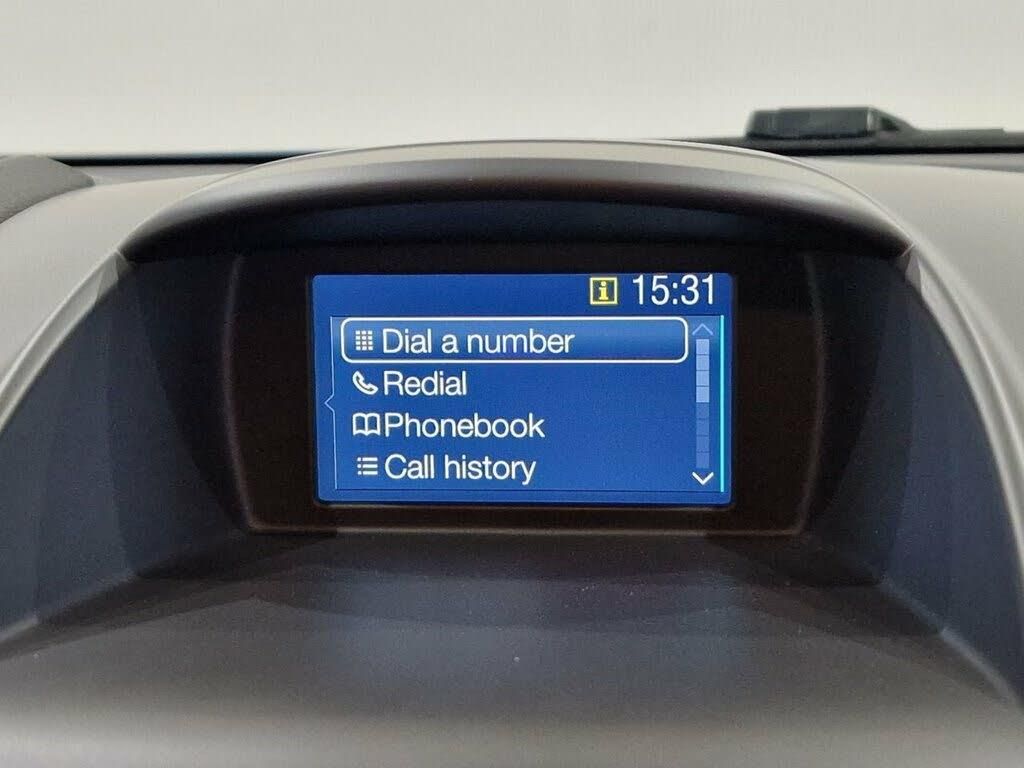 i 15:31
Dial a number
Redial
Phonebook
Call history